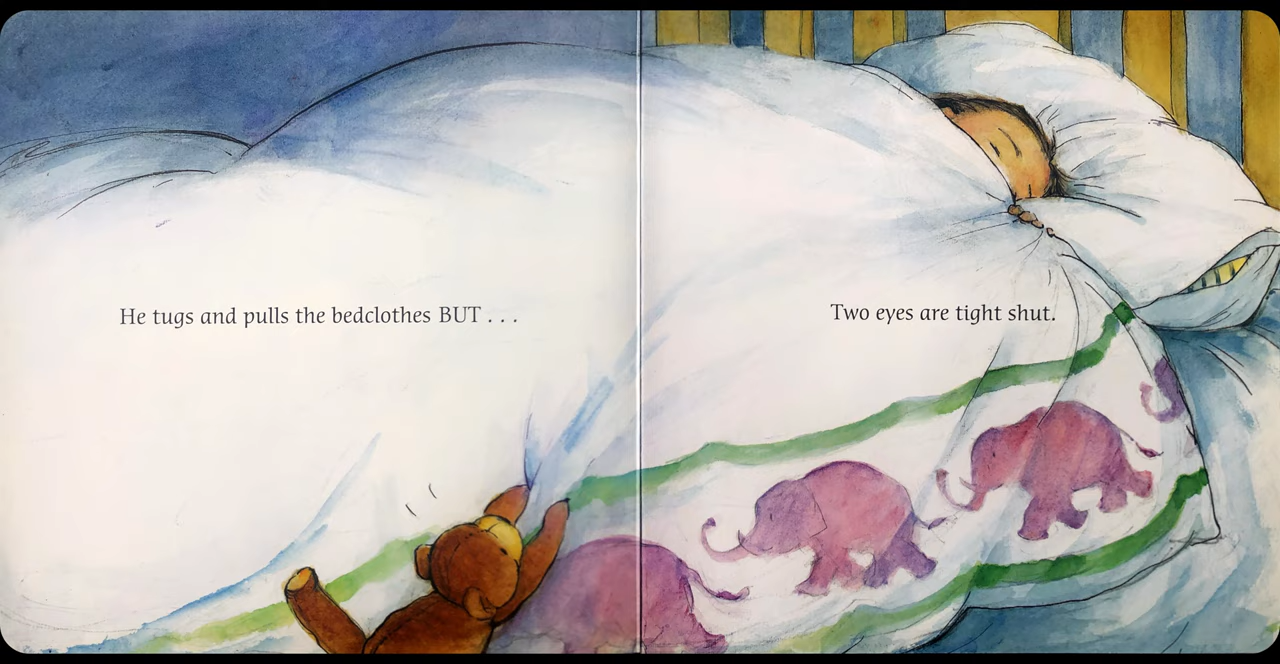 He tugs and pulls the bedclothes BUT . . .
Two eyes are tight shut.